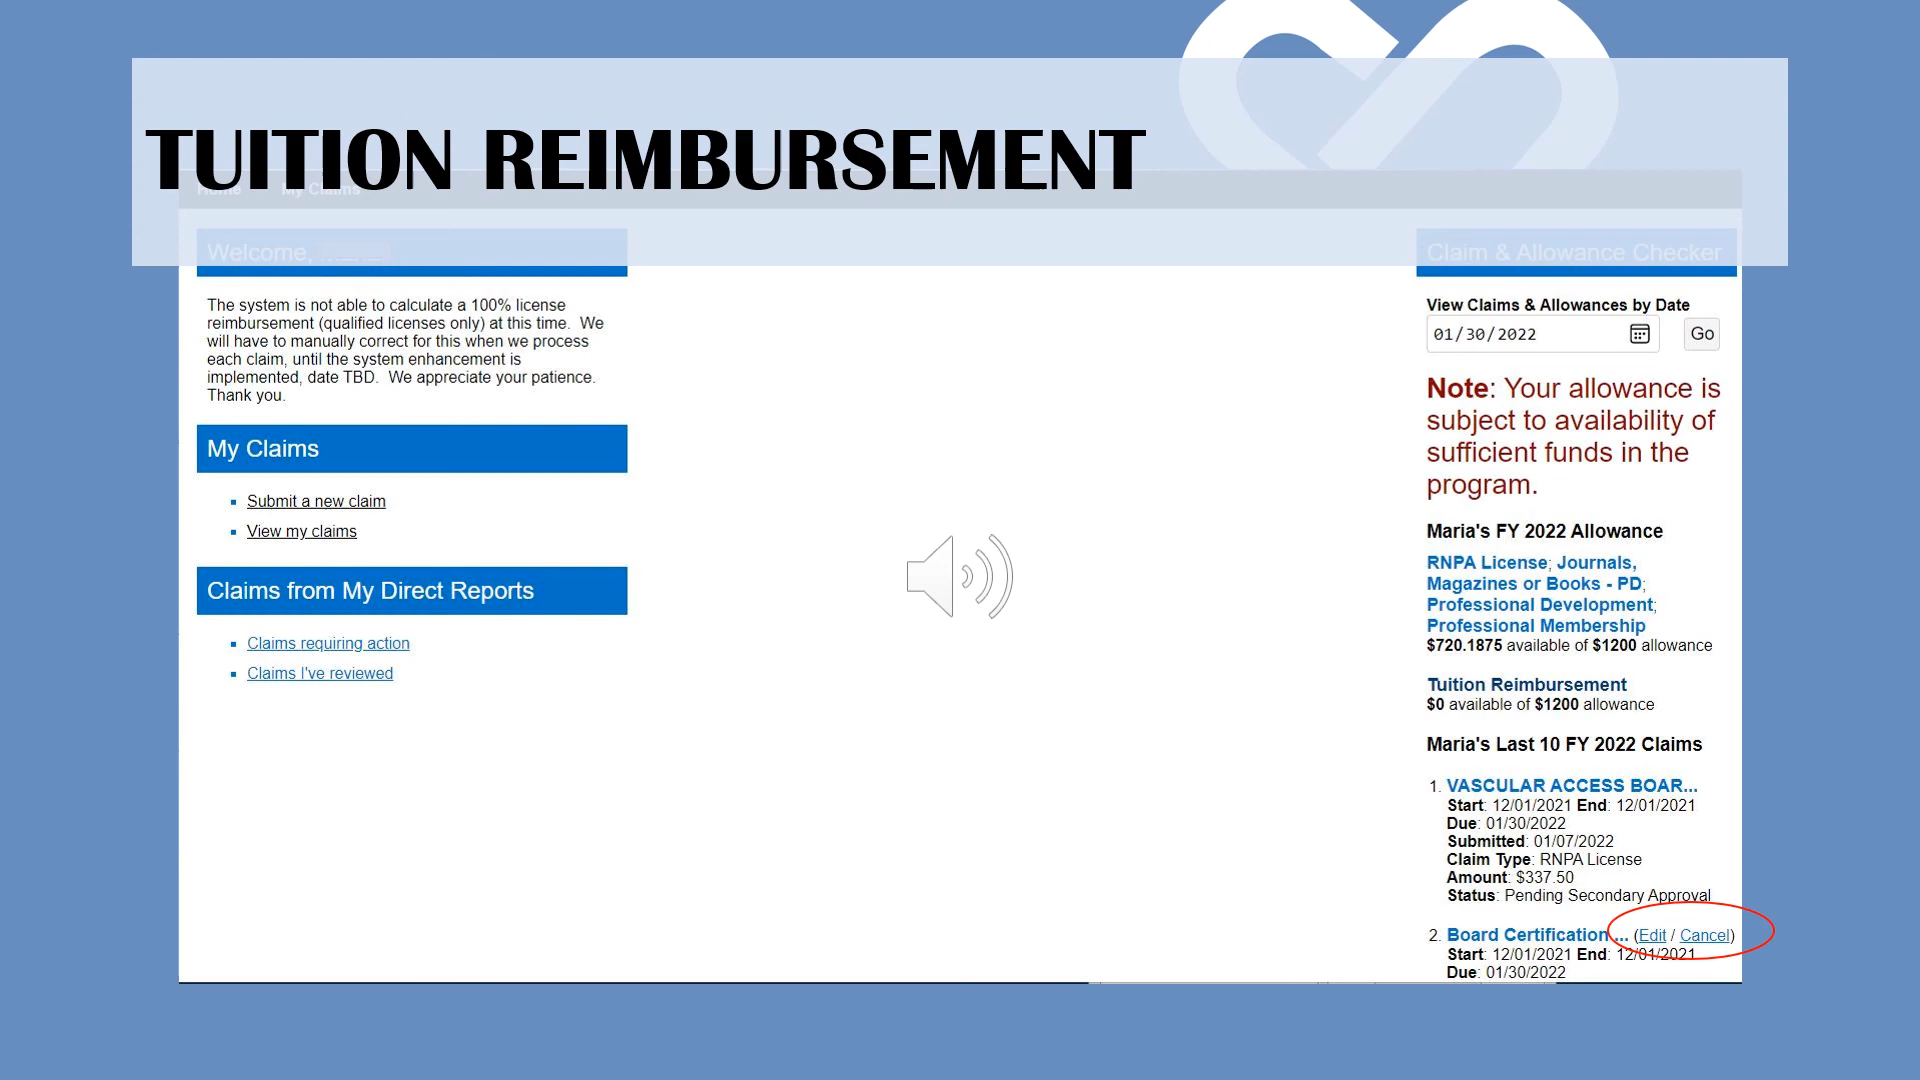 TUITION REIMBURSEMENT
Home My Claims
Welcome,
The system is not able to calculate a 100% license
reimbursement (qualified licenses only) at this time.  We
will have to manually correct for this when we process
each claim, until the system enhancement is
implemented, date TBD.  We appreciate your patience.
Thank you.
My Claims
Submit a new claim
View my claims
Claims from My Direct Reports
Claims requiring action
Claims I've reviewed
Claim & Allowance Checker
View Claims & Allowances by Date
01/30/2022 Go
Note: Your allowance is
subject to availability of
sufficient funds in the
program.
Maria's FY 2022 Allowance
RNPA License; Journals,
Magazines or Books - PD;
Professional Development;
Professional Membership
$720.1875 available of $1200 allowance
Tuition Reimbursement
$0 available of $1200 allowance
Maria's Last 10 FY 2022 Claims
1. VASCULAR ACCESS BOAR...
Start: 12/01/2021 End: 12/01/2021
Due: 01/30/2022
Submitted: 01/07/2022
Claim Type: RNPA License
Amount: $337.50
Status: Pending Secondary Approval
2. Board Certification ... (Edit / Cancel)
Start: 12/01/2021 End: 12/01/2021
Due: 01/30/2022